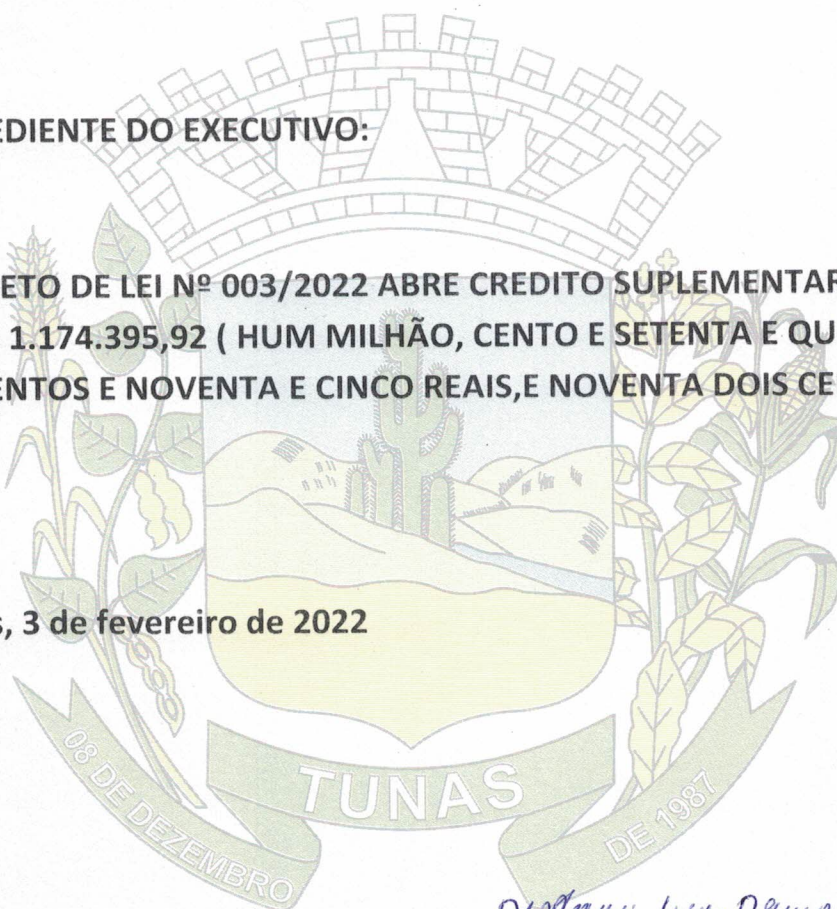 EDIENTE DO EXECUTIVO:
ETO DE LEI Nº 003/2022 ABRE CREDITO SUPLEMENTAR
1.174.395,92 ( HUM MILHÃO, CENTO E SETENTA E QU
ENTOS E NOVENTA E CINCO REAIS,E NOVENTA DOIS CE
s, 3 de fevereiro de 2022
TUNAS
08 DE DEZEMBRO
DE 1987